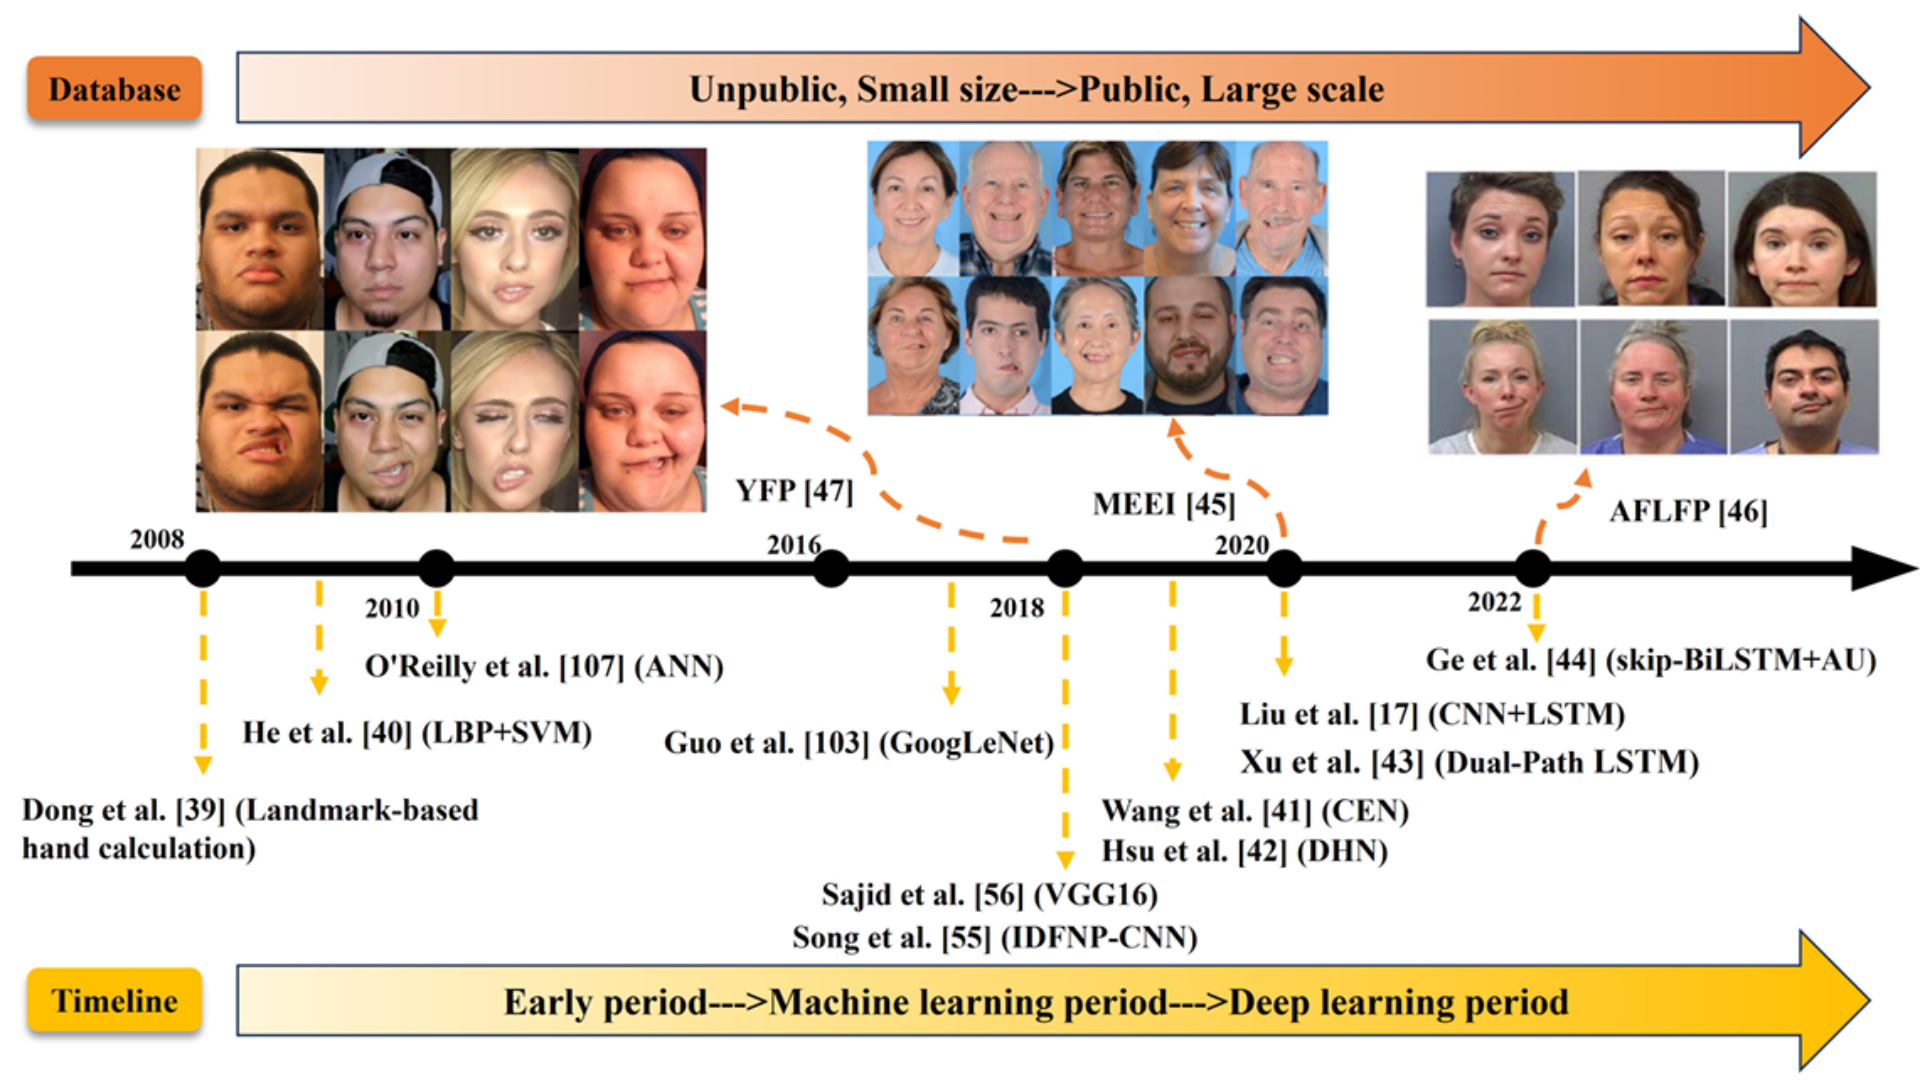 Database
Unpublic, Small size--->Public, Large scale
YFP [47]
MEEI [45]
AFLFP [46]
2008
2016
2020
2010
2018
2022
O'Reilly et al. [107] (ANN)
Ge et al. [44] (skip-BiLSTM+AU)
He et al. [40] (LBP+SVM)
Guo et al. [103] (GoogLeNet)
Liu et al. [17] (CNN+LSTM)
Xu et al. [43] (Dual-Path LSTM)
Dong et al. [39] (Landmark-based
hand calculation)
Wang et al. [41] (CEN)
Hsu et al. [42] (DHN)
Sajid et al. [56] (VGG16)
Song et al. [55] (IDFNP-CNN)
Timeline
Early period--->Machine learning period--->Deep learning period